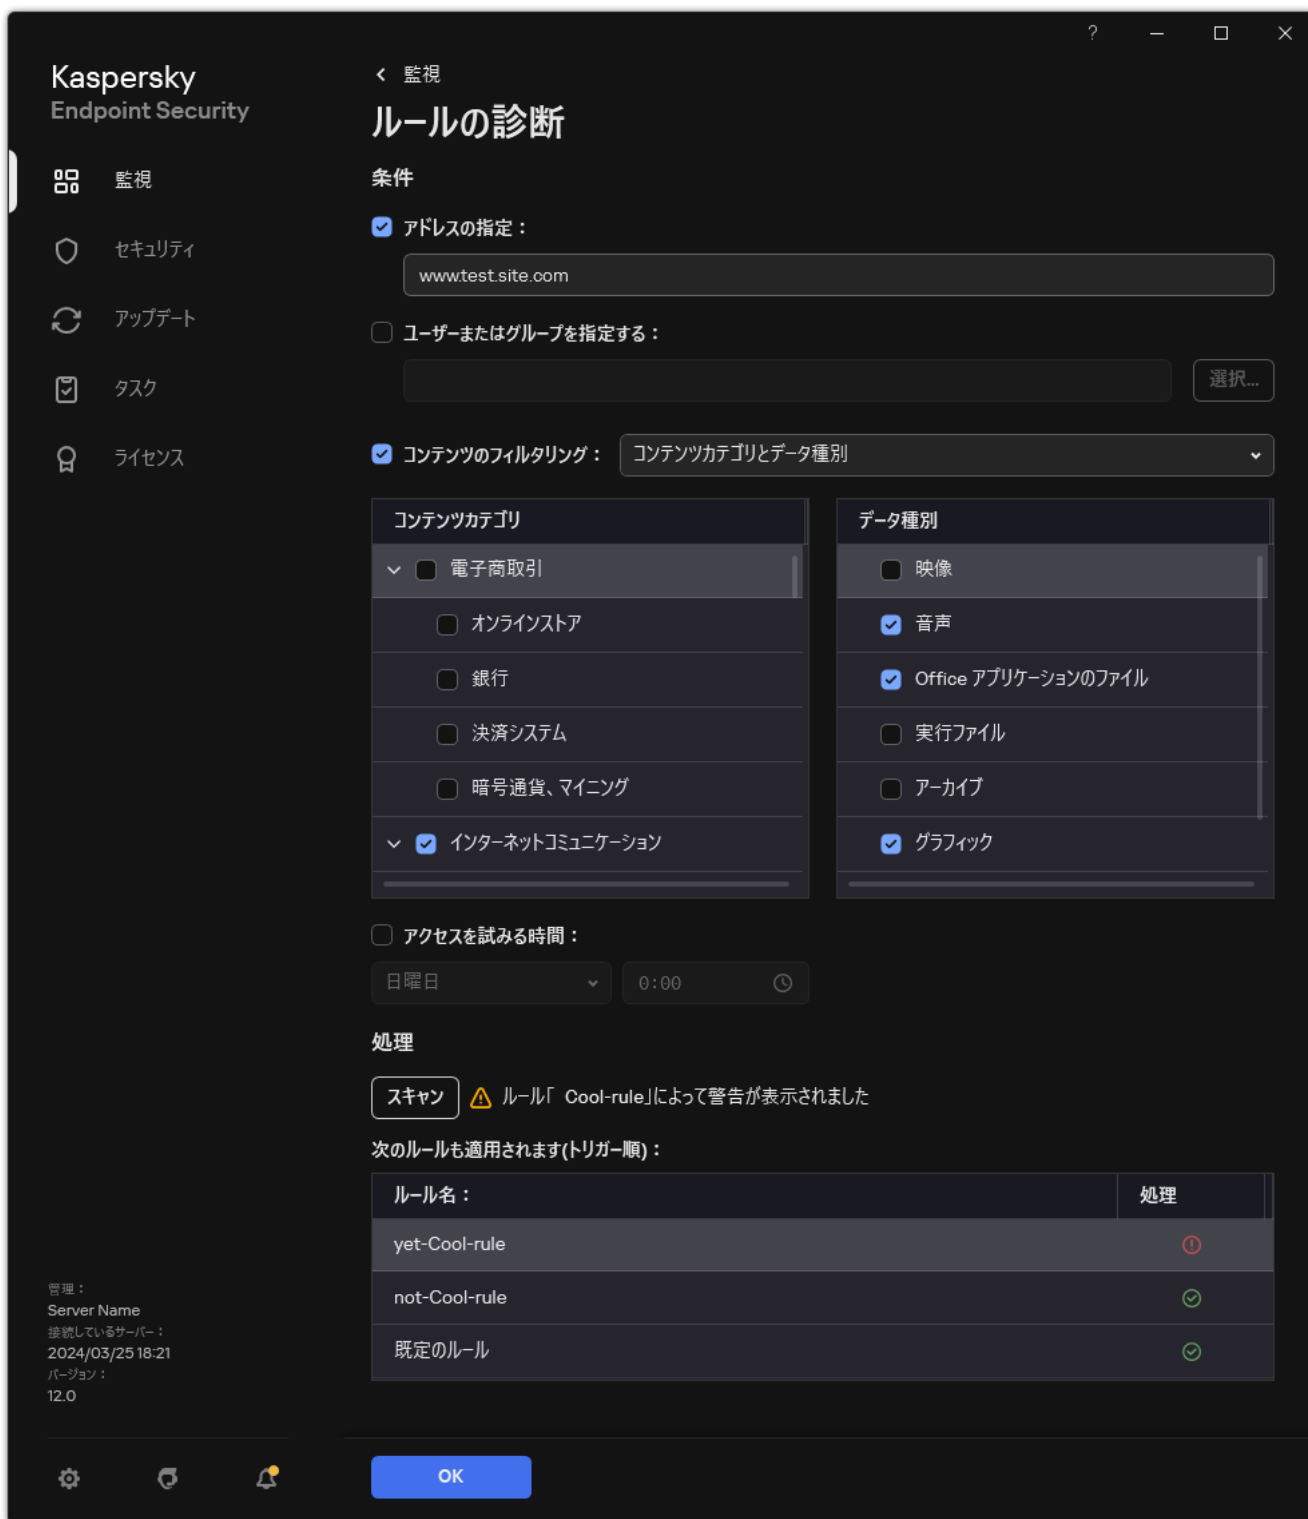 Kaspersky
Endpoint Security
監視
セキュリティ
アップデート
タスク
ライセンス
管理：
Server Name
接続しているサーバー：
2024/03/25 18:21
バージョン：
12.0
?
監視
ルールの診断
条件
アドレスの指定：
www.test.site.com
ユーザーまたはグループを指定する：
選択...
コンテンツのフィルタリング：
コンテンツカテゴリとデータ種別
コンテンツカテゴリ
電子商取引
オンラインストア
銀行
決済システム
暗号通貨、マイニング
インターネットコミュニケーション
データ種別
映像
音声
Office アプリケーションのファイル
実行ファイル
アーカイブ
グラフィック
アクセスを試みる時間：
日曜日
0:00
処理
スキャン
ルール「 Cool-rule」によって警告が表示されました
次のルールも適用されます(トリガー順)：
ルール名： 処理
yet-Cool-rule
not-Cool-rule
既定のルール
OK